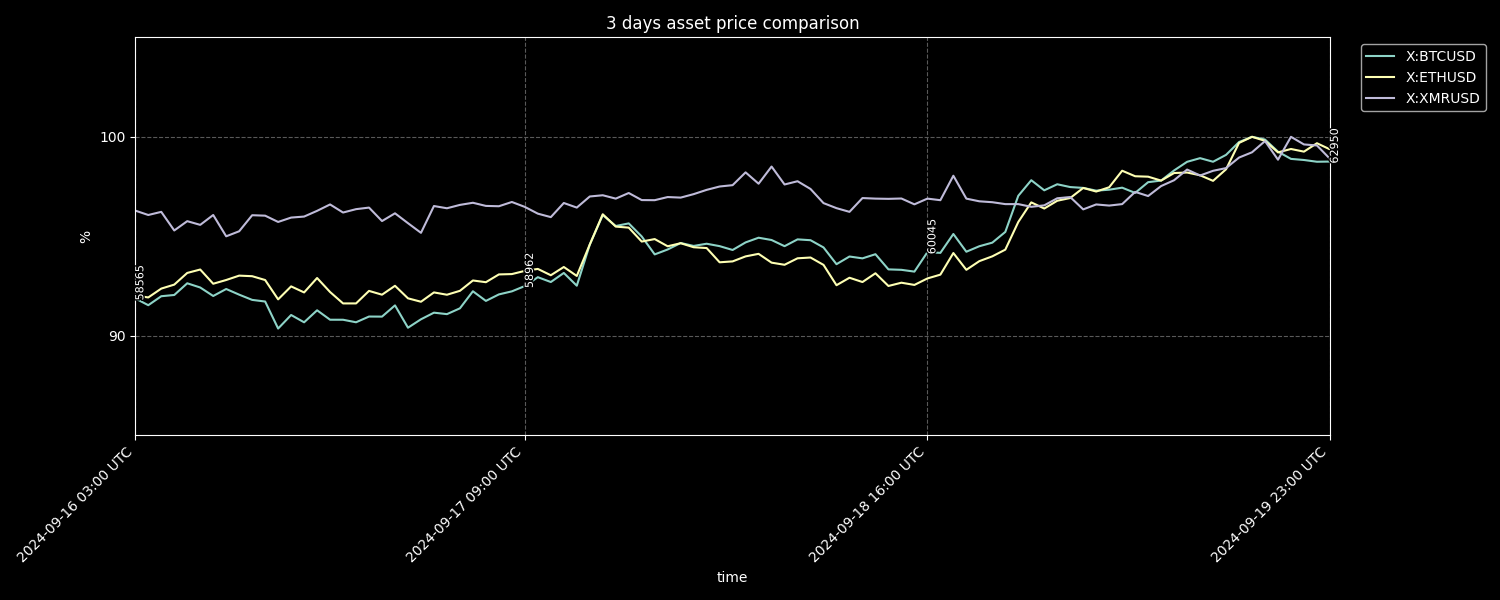 3 days asset price comparison
X:BTCUSD
X:ETHUSD
X:XMRUSD
100
90
%
58565
58962
60045
62950
2024-09-16 03:00 UTC
2024-09-17 09:00 UTC
2024-09-18 16:00 UTC
2024-09-19 23:00 UTC
time